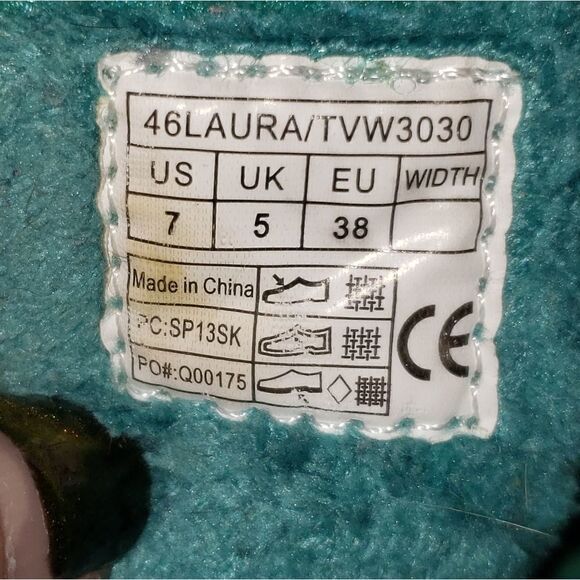 46LAURA/TVW3030
US UK EU WIDTH
7 5 38
Made in China
PC:SP13SK
PO#:Q00175
CE